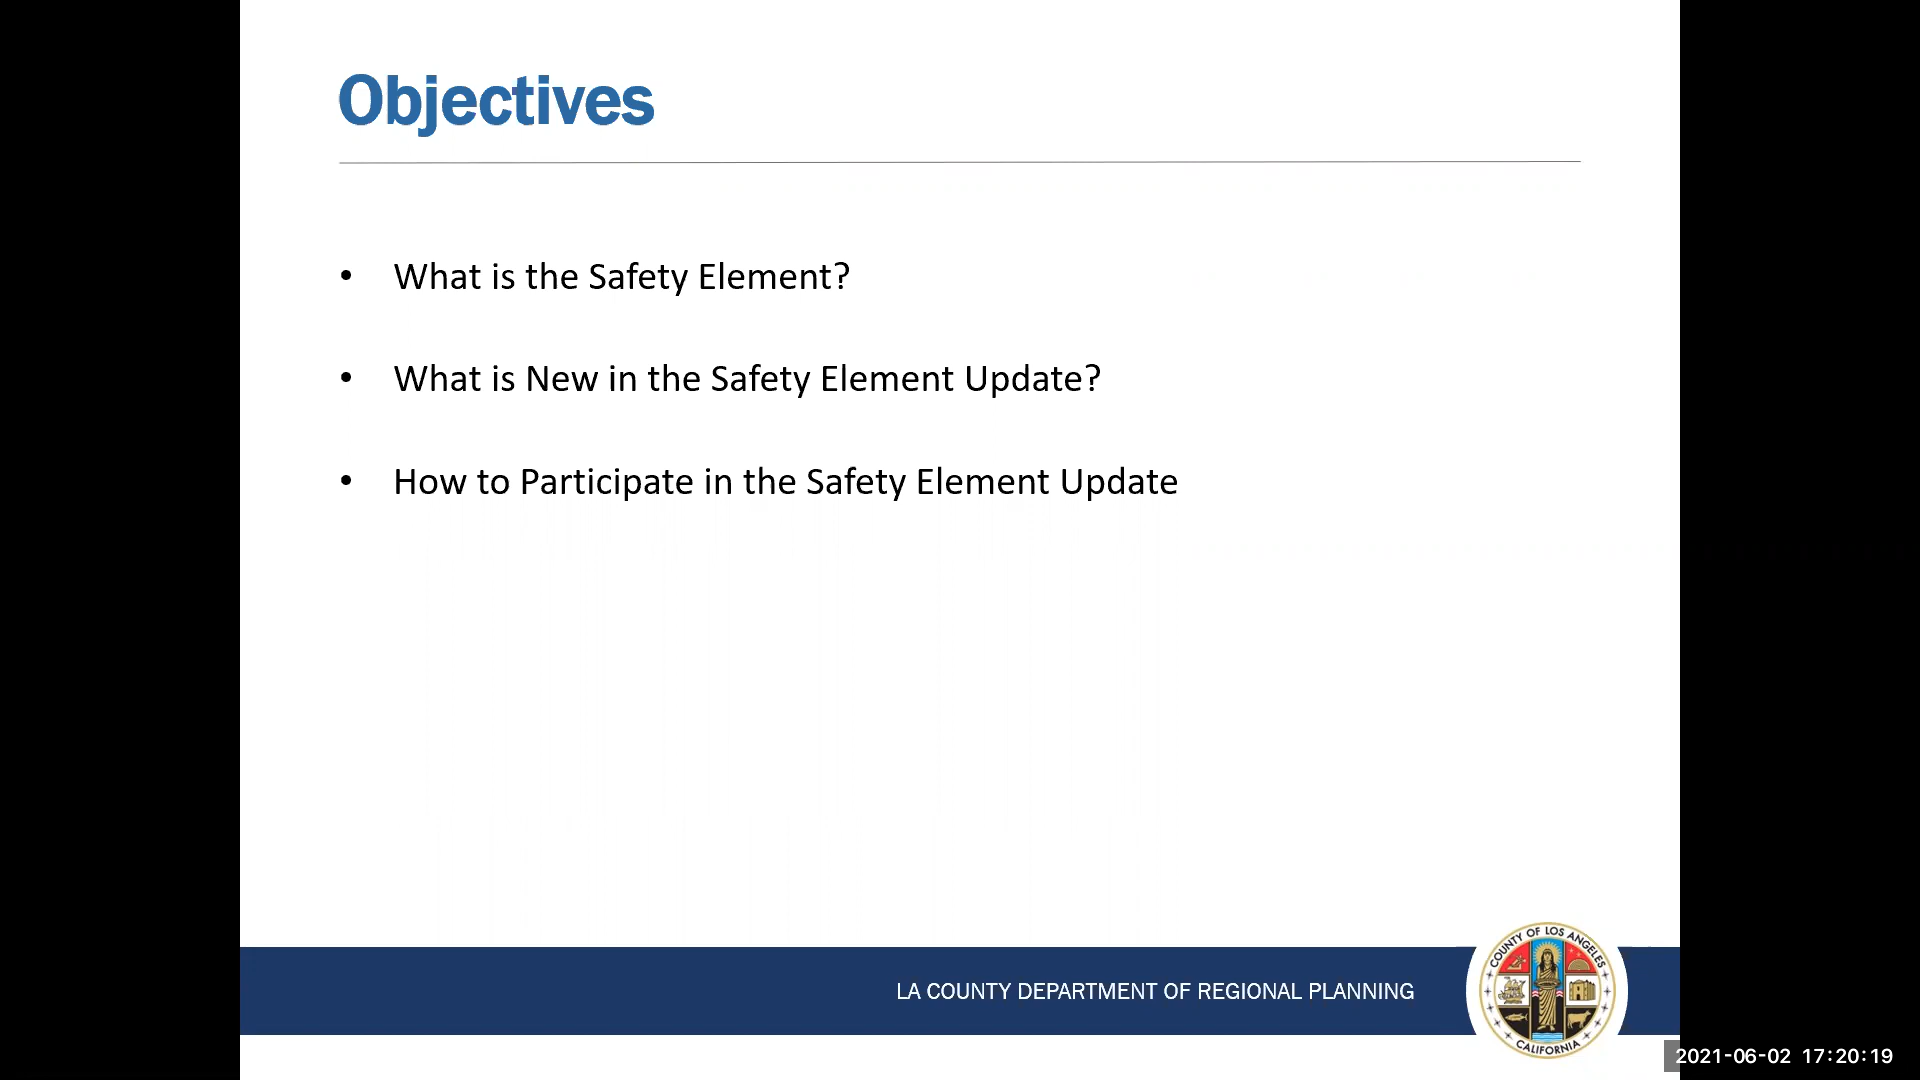 Objectives
• What is the Safety Element?
• What is New in the Safety Element Update?
• How to Participate in the Safety Element Update
LA COUNTY DEPARTMENT OF REGIONAL PLANNING
COUNTY OF LOS ANGELES
CALIFORNIA
2021-06-02 17:20:19